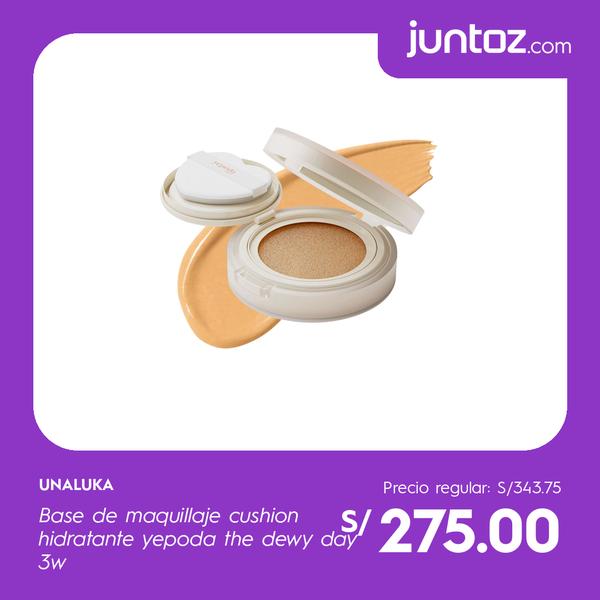 juntoz.com
yepoda
UNALUKA
Base de maquillaje cushion
hidratante yepoda the dewy day
3w
Precio regular: S/343.75
S/ 275.00